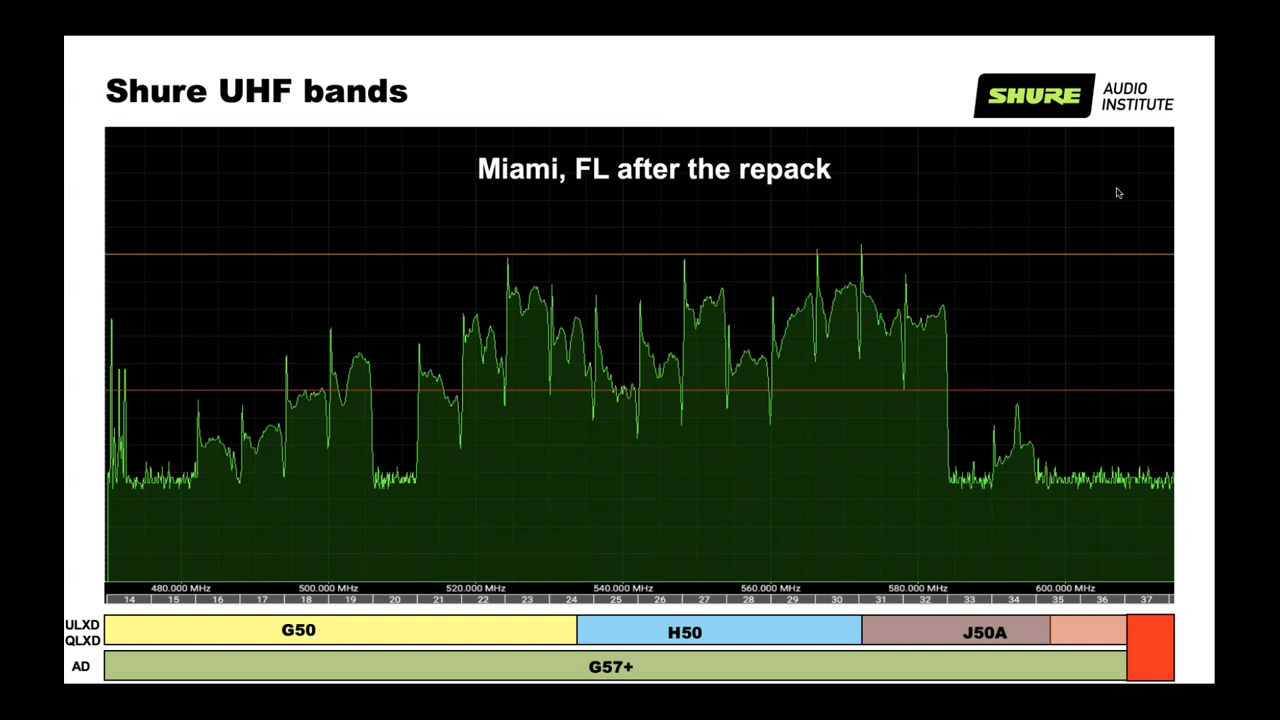 Shure UHF bands
SHURE
AUDIO
INSTITUTE
Miami, FL after the repack
480.000 MHz 500.000 MHz 520.000 MHz 540.000 MHz 560.000 MHz 580.000 MHz 600.000 MHz
14 15 16 17 18 19 20 21 22 23 24 25 26 27 28 29 30 31 32 33 34 35 36 37
ULXD
QLXD
G50 H50 J50A
AD G57+